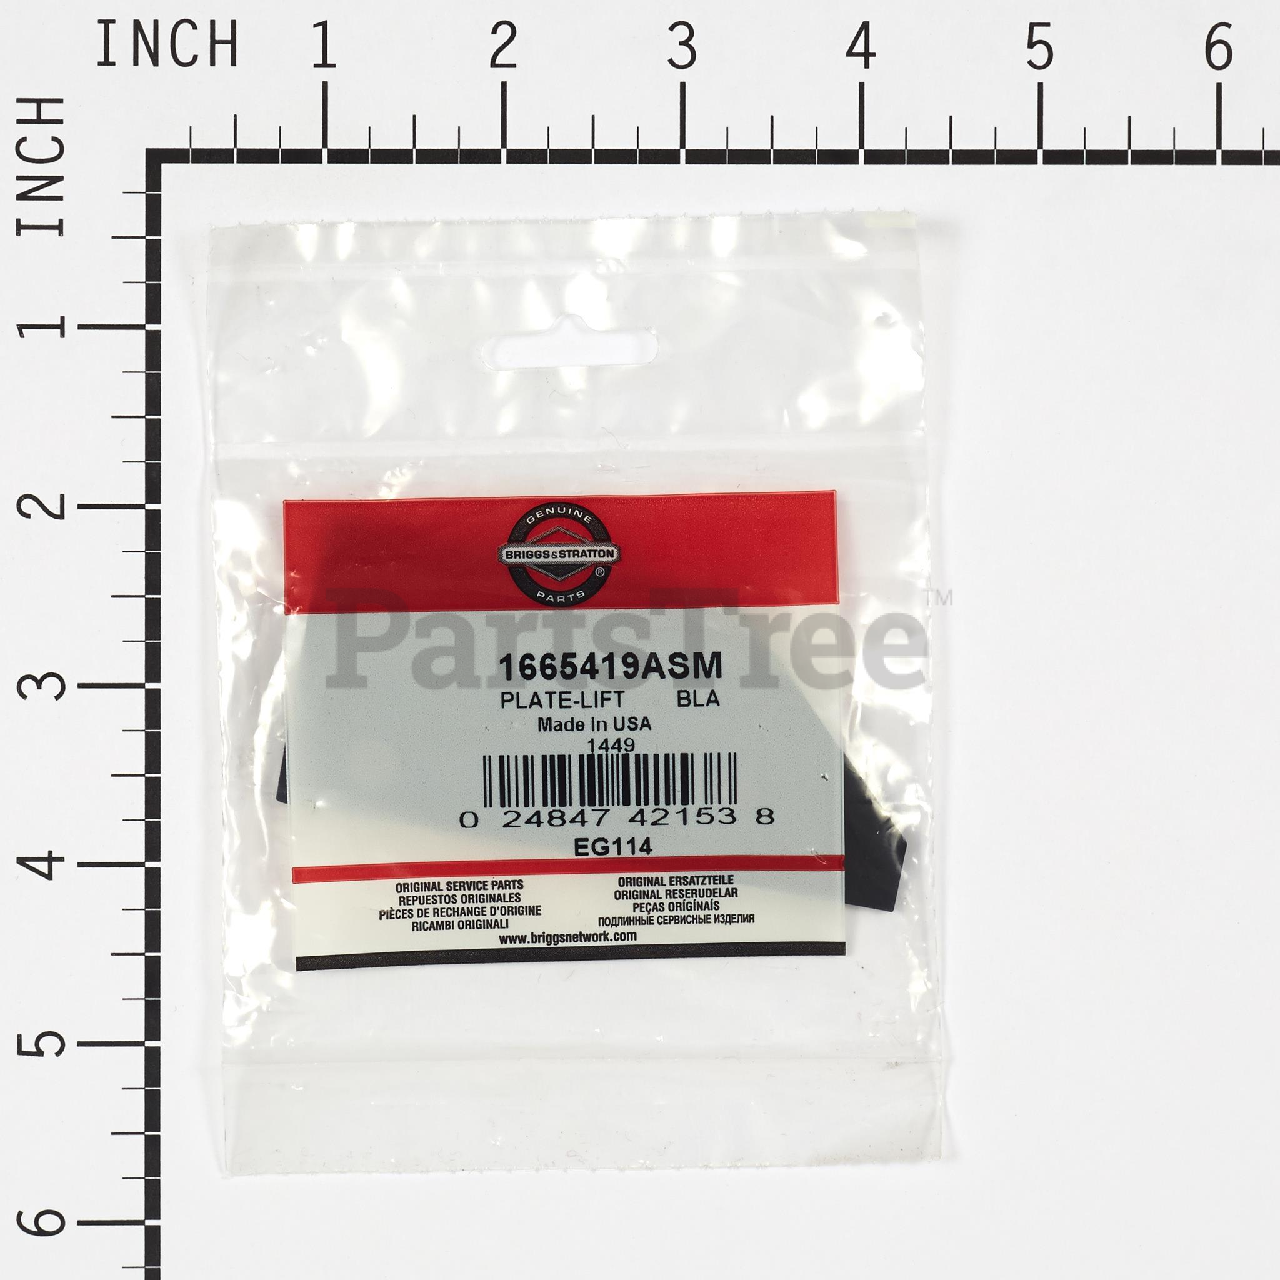 INCH 1 2 3 4 5 6
INCH
1
2
3
4
5
6
GENUINE
BRIGGS&STRATTON
®
PARTS
PartsTree™
1665419ASM
PLATE-LIFT BLA
Made In USA
1449
0 24847 42153 8
EG114
ORIGINAL SERVICE PARTS
REPUESTOS ORIGINALES
PIÈCES DE RECHANGE D'ORIGINE
RICAMBI ORIGINALI
ORIGINAL ERSATZTEILE
ORIGINAL RESERUDELAR
PEÇAS ORIGINAIS
ПОДЛИННЫЕ СЕРВИСНЫЕ ИЗДЕЛИЯ
www.briggsnetwork.com